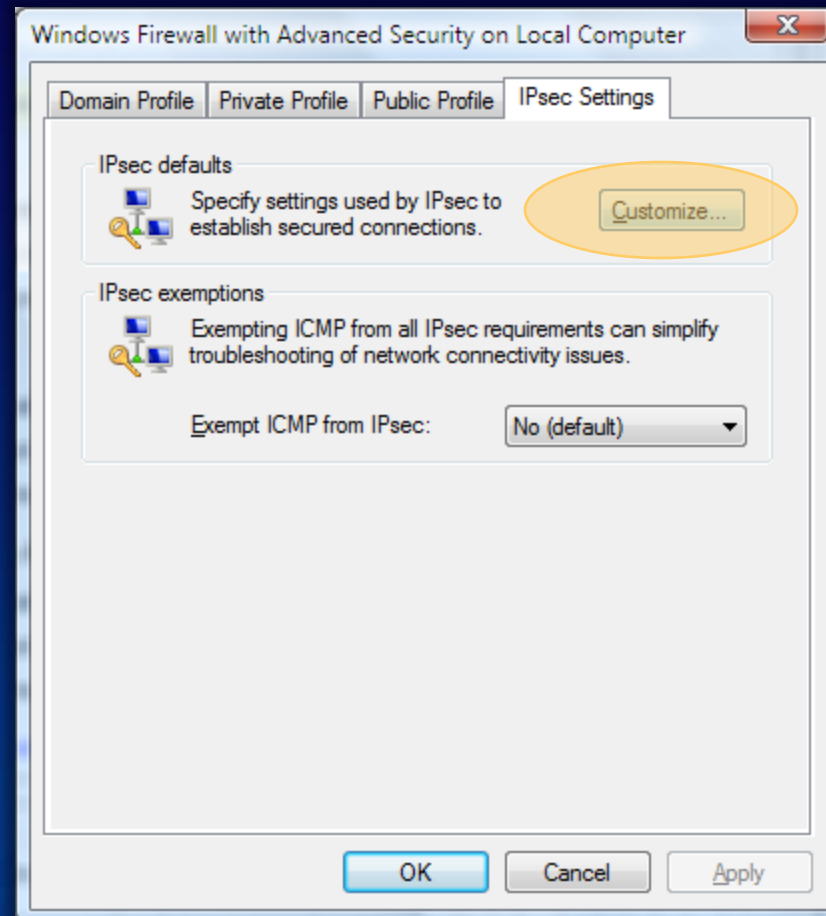 Windows Firewall with Advanced Security on Local Computer
Domain Profile Private Profile Public Profile IPsec Settings
IPsec defaults
Specify settings used by IPsec to
establish secured connections.
Customize...
IPsec exemptions
Exempting ICMP from all IPsec requirements can simplify
troubleshooting of network connectivity issues.
Exempt ICMP from IPsec: No (default)
OK Cancel Apply